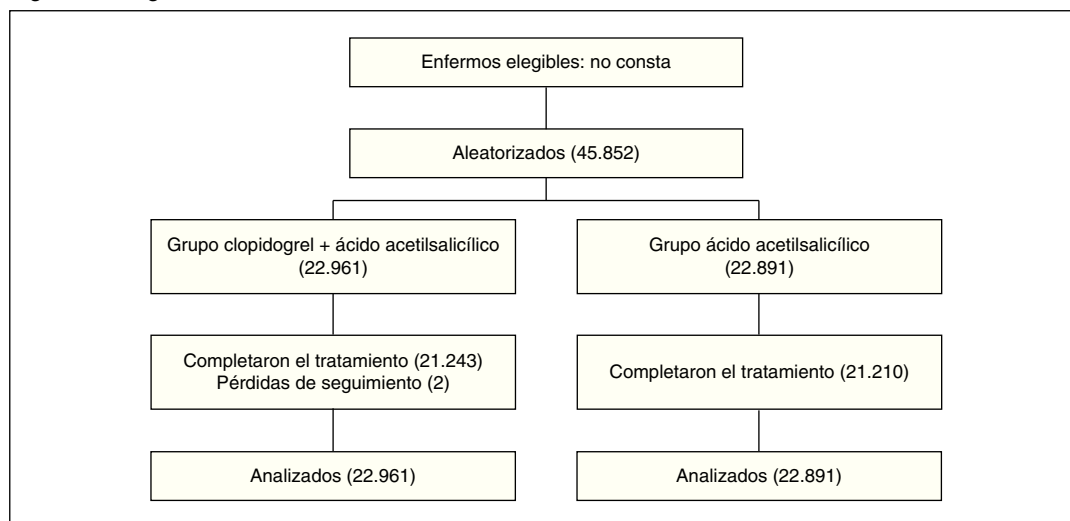 Enfermos elegibles: no consta
Aleatorizados (45.852)
Grupo clopidogrel + ácido acetilsalicílico
(22.961)
Grupo ácido acetilsalicílico
(22.891)
Completaron el tratamiento (21.243)
Pérdidas de seguimiento (2)
Completaron el tratamiento (21.210)
Analizados (22.961)
Analizados (22.891)